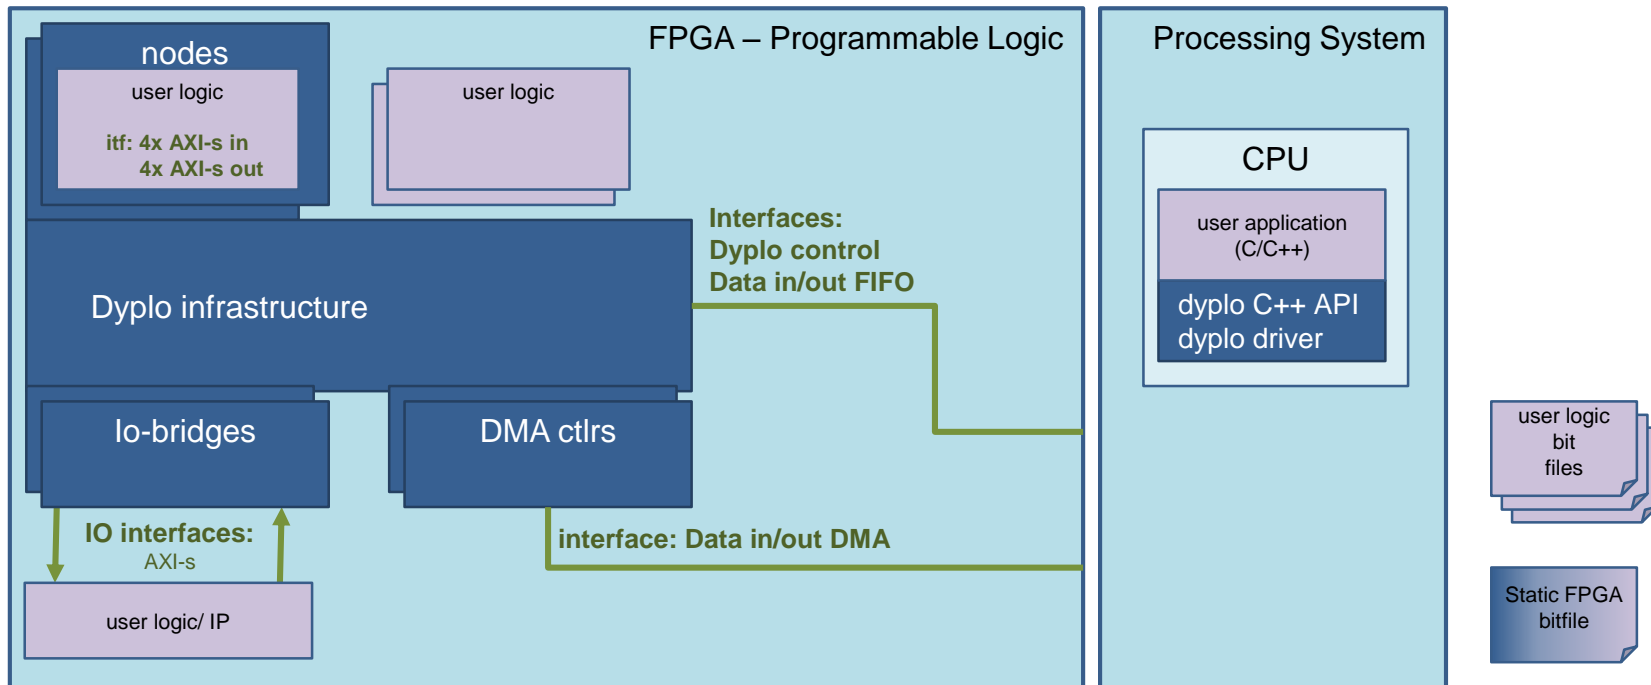 FPGA – Programmable Logic
nodes
user logic
itf: 4x AXI-s in
4x AXI-s out
user logic
Interfaces:
Dyplo control
Data in/out FIFO
Dyplo infrastructure
Io-bridges
DMA ctlrs
IO interfaces:
AXI-s
interface: Data in/out DMA
user logic/ IP
Processing System
CPU
user application
(C/C++)
dyplo C++ API
dyplo driver
user logic
bit
files
Static FPGA
bitfile